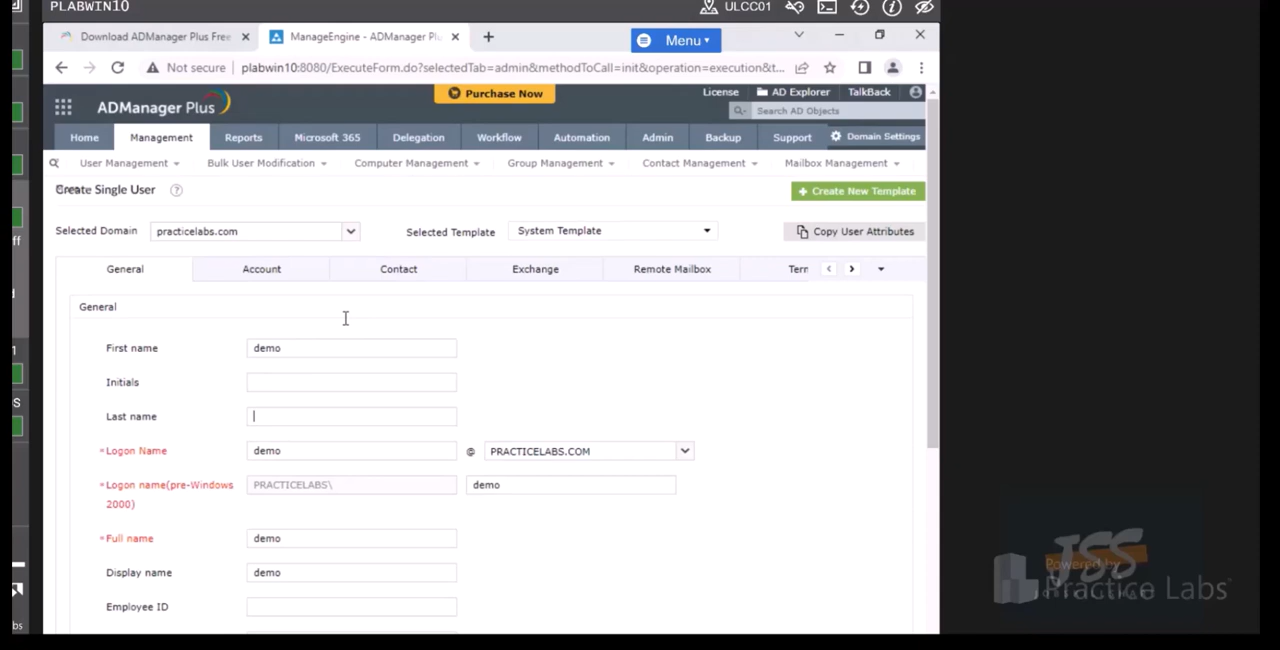 PLABWIN10
ULCC01
Download ADManager Plus Free
ManageEngine - ADManager Plu
Menu
Not secure
plabwin10:8080/ExecuteForm.do?selectedTab=admin&methodToCall=init&operation=execution&t...
Purchase Now
License
AD Explorer
TalkBack
ADManager Plus
Search AD Objects
Home
Management
Reports
Microsoft 365
Delegation
Workflow
Automation
Admin
Backup
Support
Domain Settings
User Management
Bulk User Modification
Computer Management
Group Management
Contact Management
Mailbox Management
Create Single User
?
+ Create New Template
Selected Domain
practicelabs.com
Selected Template
System Template
Copy User Attributes
General
Account
Contact
Exchange
Remote Mailbox
Tern
General
First name
demo
Initials
Last name
* Logon Name
demo
@
PRACTICELABS.COM
* Logon name(pre-Windows
2000)
PRACTICELABS\
demo
* Full name
demo
Display name
demo
Employee ID
JSS
Powered by
Practice Labs